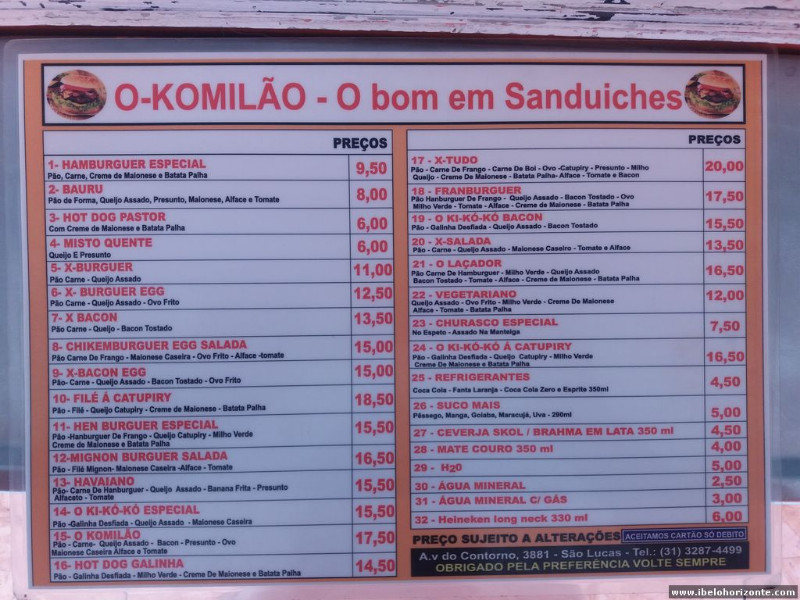 O-KOMILÃO - O bom em Sanduiches
PREÇOS
1- HAMBURGUER ESPECIAL 9,50
Pão, Carne, Creme de Maionese e Batata Palha
2- BAURU 8,00
Pão de Forma, Queijo Assado, Presunto, Maionese, Alface e Tomate
3- HOT DOG PASTOR 6,00
Com Creme de Maionese e Batata Palha
4- MISTO QUENTE 6,00
Queijo E Presunto
5- X-BURGUER 11,00
Pão Carne - Queijo Assado
6- X- BURGUER EGG 12,50
Pão Carne - Queijo Assado - Ovo Frito
7- X BACON 13,50
Pão Carne - Queijo - Bacon Tostado
8- CHIKEMBURGUER EGG SALADA 15,00
Pão Carne De Frango - Maionese Caseira - Ovo Frito - Alface -tomate
9- X-BACON EGG 15,00
Pão- Carne - Queijo Assado - Bacon Tostado - Ovo Frito
10- FILÉ Á CATUPIRY 18,50
Pão - Filé - Queijo Catupiry - Creme de Maionese - Batata Palha
11- HEN BURGUER ESPECIAL 15,50
Pão -Hanburguer De Frango - Queijo Catupiry - Milho Verde
Creme de Maionese e Batata Palha
12-MIGNON BURGUER SALADA 16,50
Pão - Filé Mignon- Maionese Caseira -Alface - Tomate
13- HAVAIANO 15,50
Pão- Carne De Hanburguer - Queijo Assado - Banana Frita - Presunto
Alfaceto - Tomate
14- O KI-KÓ-KÓ ESPECIAL 15,50
Pão -Galinha Desfiada - Queijo Assado - Maionese Caseira
15- O KOMILÃO 17,50
Pão - Carne- Queijo Assado - Bacon - Presunto - Ovo
Maionese Caseira Alface e Tomate
16- HOT DOG GALINHA 14,50
Pão - Galinha Desfiada - Milho Verde - Creme De Maionese e Batata Palha
PREÇOS
17 - X-TUDO 20,00
Pão - Carne De Frango - Carne De Boi - Ovo -Catupiry - Presunto - Milho
Queijo - Creme De Maionese - Batata Palha- Alface - Tomate e Bacon
18 - FRANBURGUER 17,50
Pão Hanburguer De Frango - Queijo Assado - Bacon Tostado - Ovo
Milho Verde - Tomate - Alface - Creme de Maionese - Batata Palha
19 - O KI-KÓ-KÓ BACON 15,50
Pão - Galinha Desfiada - Queijo Assado - Bacon Tostado
20 - X-SALADA 13,50
Pão - Carne - Queijo Assado - Maionese Caseiro - Tomate e Alface
21 - O LAÇADOR 16,50
Pão Carne De Hamburguer - Milho Verde - Queijo Assado
Bacon Tostado - Tomate - Alface - Creme De Maionese - Batata Palha
22 - VEGETARIANO 12,00
Queijo Assado - Ovo Frito - Milho Verde - Creme De Maionese
Alface - Tomate - Batata Palha
23 - CHURASCO ESPECIAL 7,50
No Espeto - Assado Na Manteiga
24 - O KI-KÓ-KÓ Á CATUPIRY 16,50
Pão - Galinha Desfiada - Queijo Catupiry - Milho Verde
Creme De Maionese E Batata Palha
25 - REFRIGERANTES 4,50
Coca Cola - Fanta Laranja - Coca Cola Zero e Esprite 350ml
26 - SUCO MAIS 5,00
Pêssego, Manga, Goiaba, Maracujá, Uva - 290ml
27 - CEVERJA SKOL / BRAHMA EM LATA 350 ml 4,50
28 - MATE COURO 350 ml 4,00
29 - H20 5,00
30 - ÁGUA MINERAL 2,50
31 - ÁGUA MINERAL C/ GÁS 3,00
32 - Heineken long neck 330 ml 6,00
PREÇO SUJEITO A ALTERAÇÕES ACEITAMOS CARTÃO SÓ DEBITO
A.v do Contorno, 3881 - São Lucas - Tel.: (31) 3287-4499
OBRIGADO PELA PREFERÊNCIA VOLTE SEMPRE
www.ibelohorizonte.com